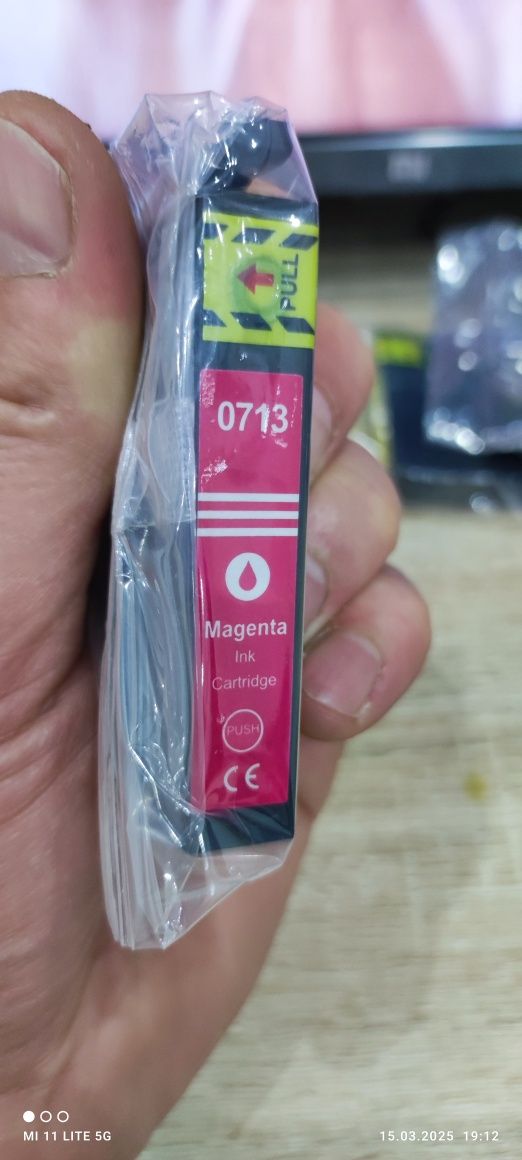 PULL
0713
Magenta
Ink
Cartridge
PUSH
CE
MI 11 LITE 5G
15.03.2025 19:12